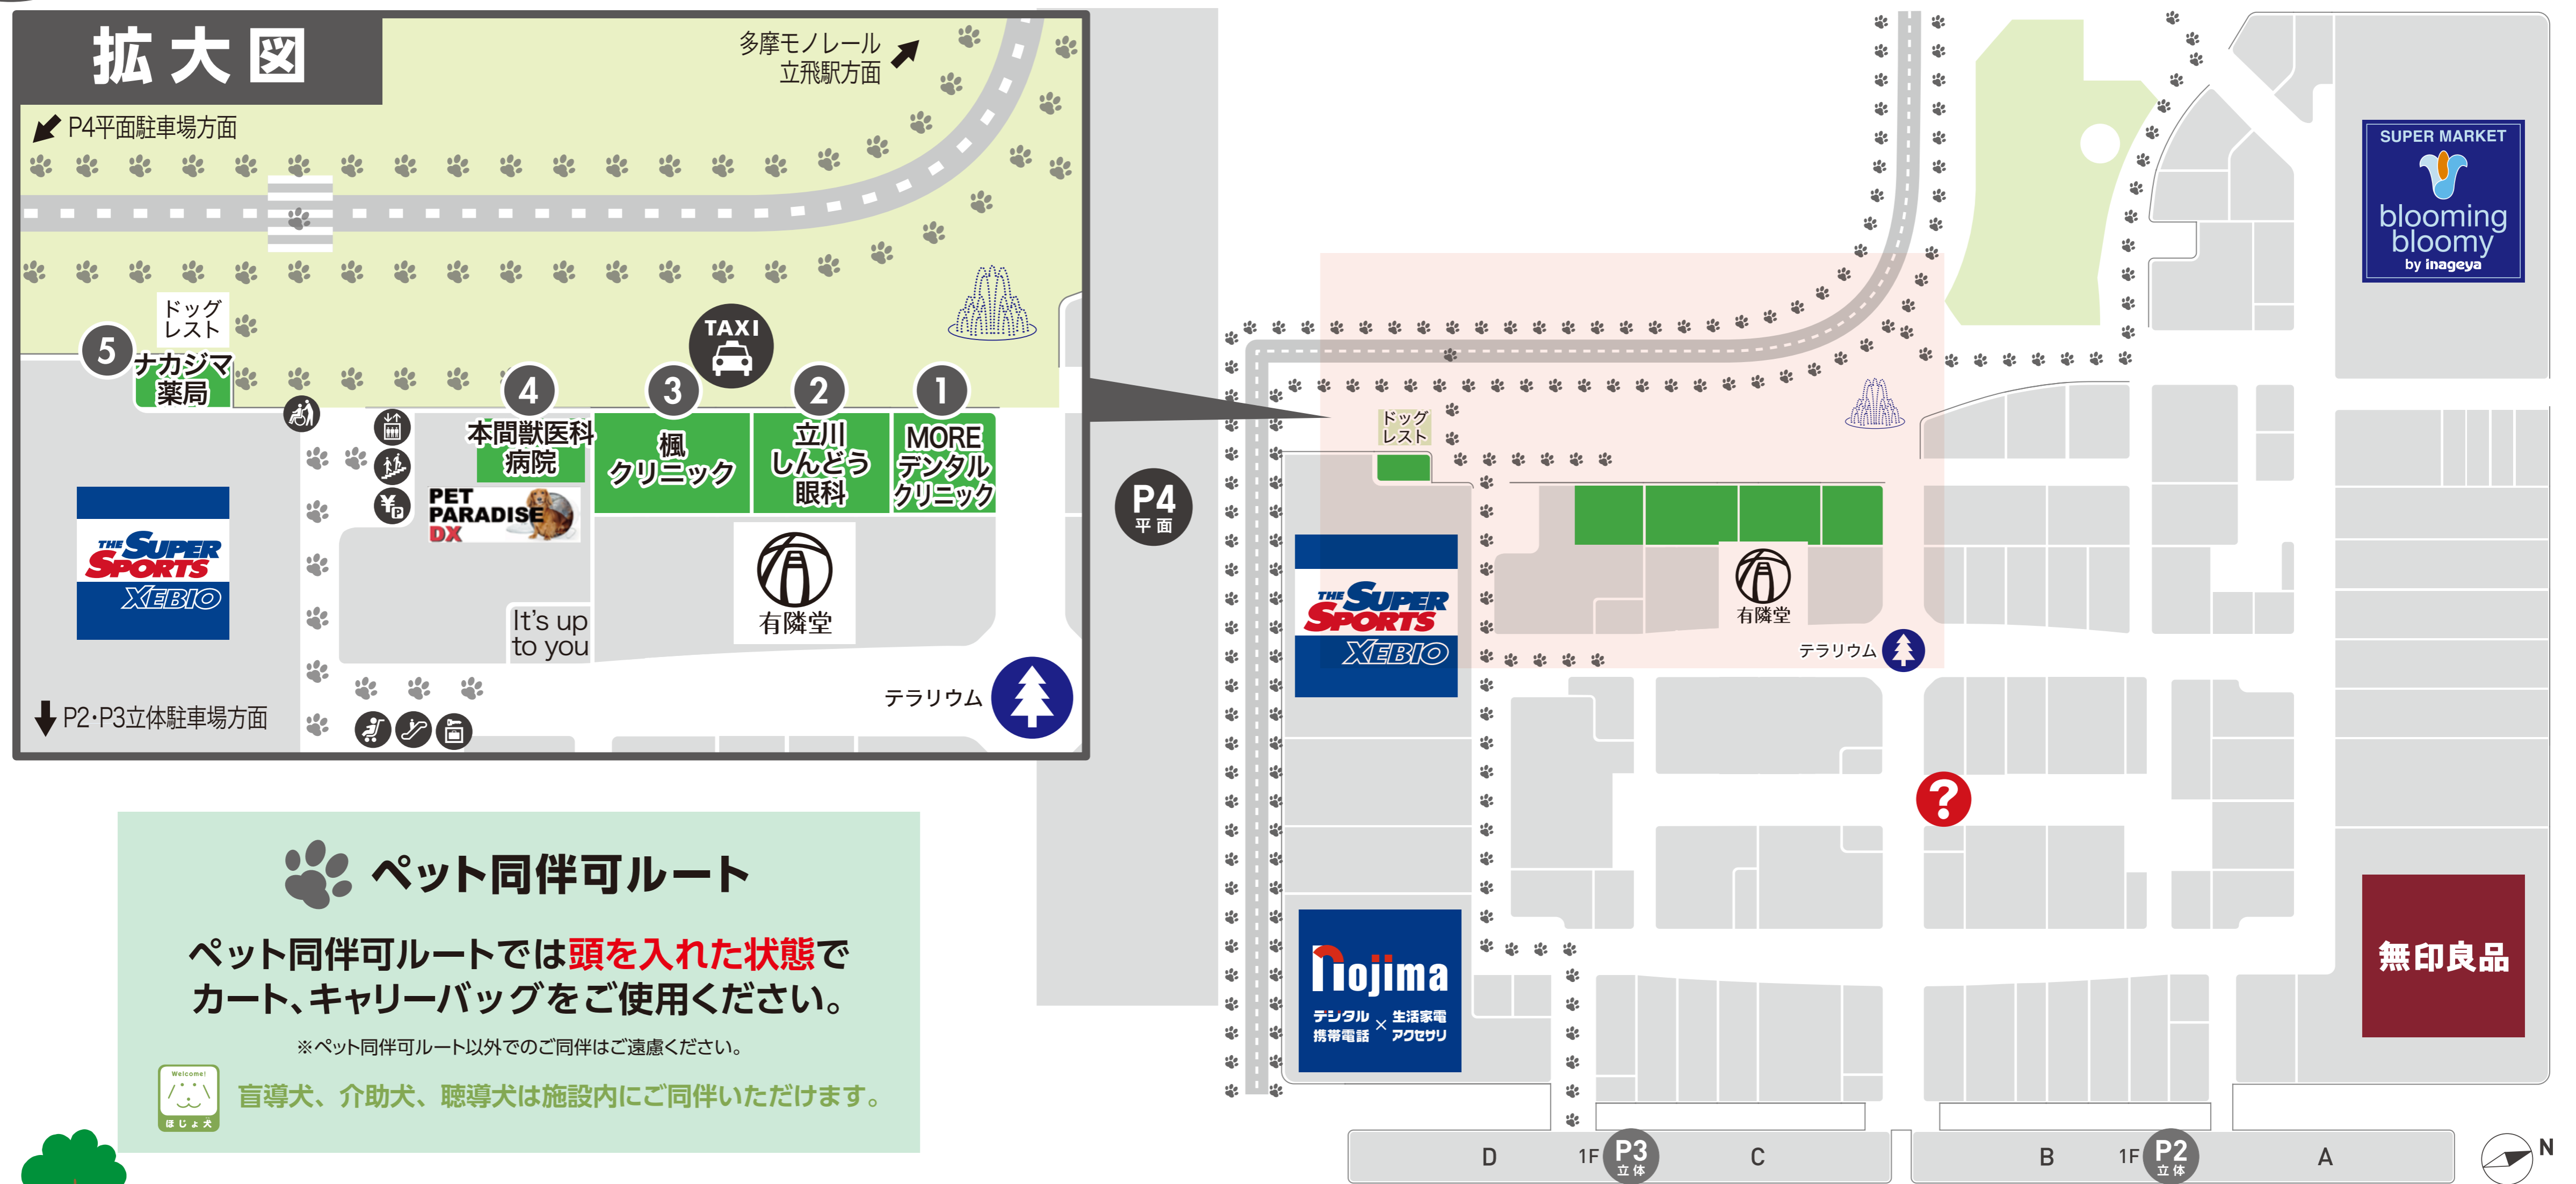 拡大図
多摩モノレール
立飛駅方面
P4平面駐車場方面
ドッグ
レスト
TAXI
5
ナカジマ
薬局
4
本間獣医科
病院
3
楓
クリニック
2
立川
しんどう
眼科
1
MORE
デンタル
クリニック
PET
PARADISE
DX
¥P
THE SUPER
SPORTS
XEBIO
有隣堂
It's up
to you
テラリウム
P2・P3立体駐車場方面
ペット同伴可ルート
ペット同伴可ルートでは頭を入れた状態で
カート、キャリーバッグをご使用ください。
※ペット同伴可ルート以外でのご同伴はご遠慮ください。
Welcome!
ほじょ犬
盲導犬、介助犬、聴導犬は施設内にご同伴いただけます。
P4
平面
ドッグ
レスト
THE SUPER
SPORTS
XEBIO
有隣堂
テラリウム
?
nojima
デジタル
携帯電話
×
生活家電
アクセサリ
SUPER MARKET
blooming
bloomy
by inageya
無印良品
D
1F
P3
立体
C
B
1F
P2
立体
A
N